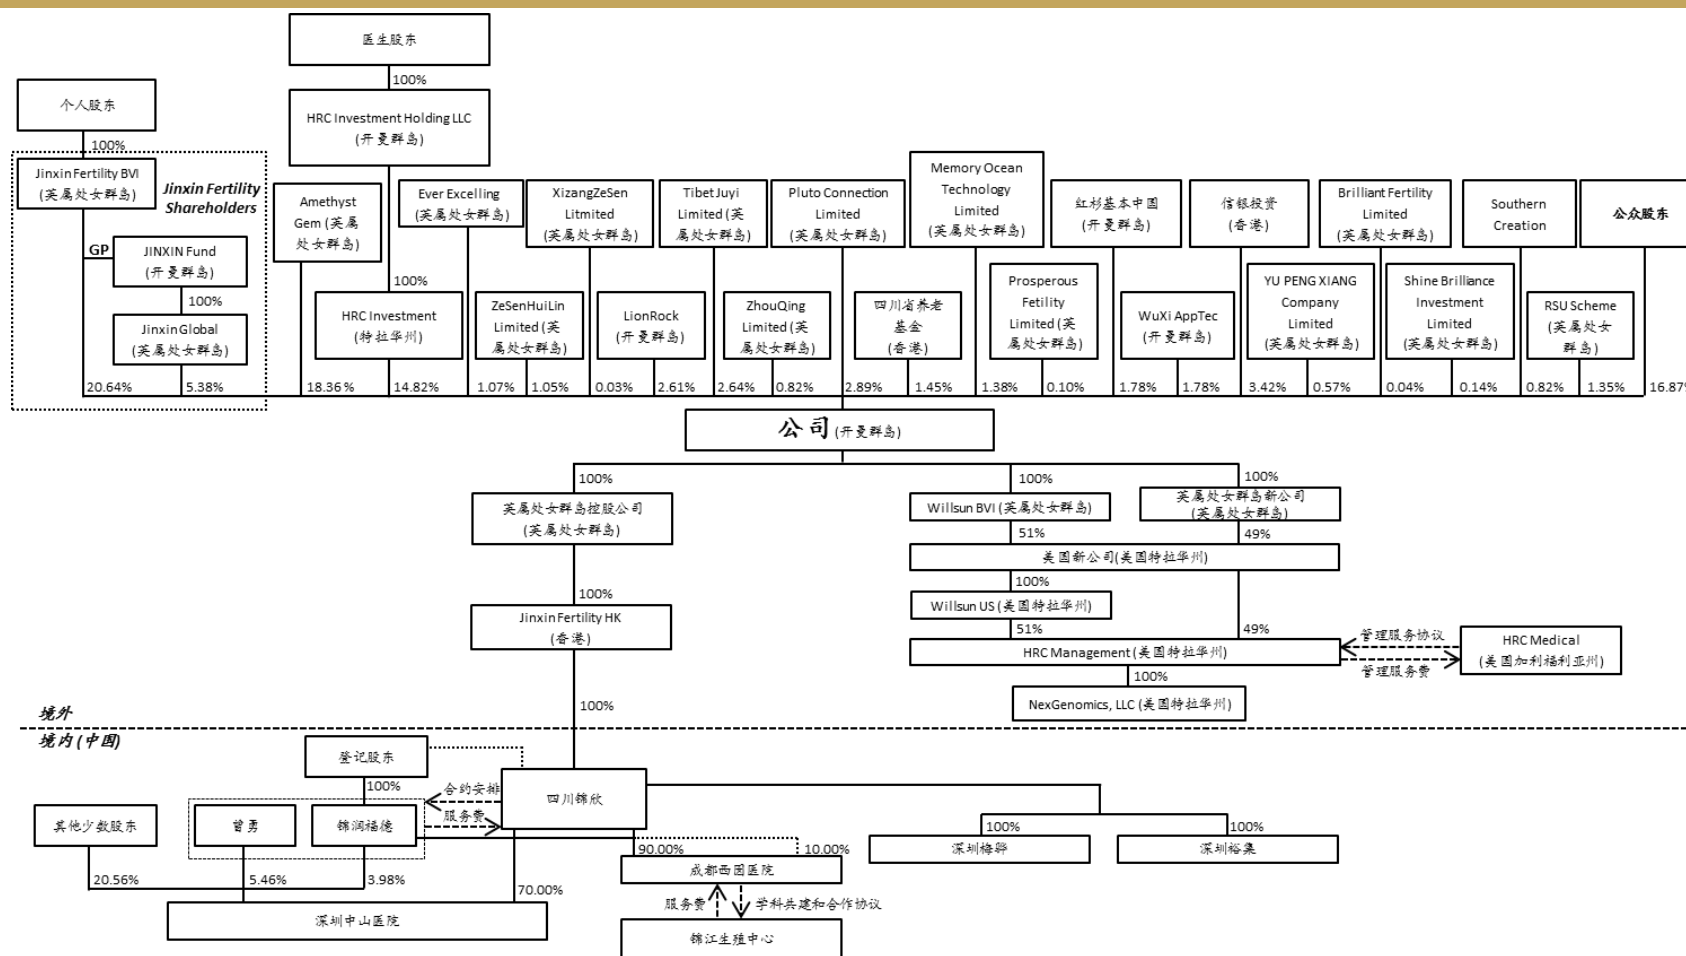 医生股东
100%
个人股东
HRC Investment Holding LLC
(开曼群岛)
100%
Jinxin Fertility BVI
(英属处女群岛)
Jinxin Fertility
Shareholders
Amethyst
Gem (英属
处女群岛)
Ever Excelling
(英属处女群岛)
XizangZeSen
Litmited
(英属处女群岛)
Tibet Juyi
Limited (英
属处女群岛)
Pluto Connection
Limited
(英属处女群岛)
Memory Ocean
Technology
Limited
(英属处女群岛)
红杉基本中国
(开曼群岛)
信银投资
(香港)
Brilliant Fertility
Limited
(英属处女群岛)
Southern
Creation
公众股东
GP
JINXIN Fund
(开曼群岛)
100%
Jinxin Global
(英属处女群岛)
100%
HRC Investment
(特拉华州)
ZeSenHuiLin
Limited (英
属处女群岛)
LionRock
(开曼群岛)
ZhouQing
Limited (英
属处女群岛)
四川省养老
基金
(香港)
Prosperous
Fetility
Limited (英
属处女群岛)
WuXi AppTec
(开曼群岛)
YU PENG XIANG
Company
Limited
(英属处女群岛)
Shine Brilliance
Investment
Limited
(英属处女群岛)
RSU Scheme
(英属处女
群岛)
20.64%
5.38%
18.36%
14.82%
1.07%
1.05%
0.03%
2.61%
2.64%
0.82%
2.89%
1.45%
1.38%
0.10%
1.78%
1.78%
3.42%
0.57%
0.04%
0.14%
0.82%
1.35%
16.87%
公司(开曼群岛)
100%
100%
100%
英属处女群岛控股公司
(英属处女群岛)
Willsun BVI (英属处女群岛)
英属处女群岛新公司
(英属处女群岛)
51%
49%
美国新公司(美国特拉华州)
100%
100%
Willsun US (美国特拉华州)
Jinxin Fertility HK
(香港)
51%
49%
HRC Management (美国特拉华州)
管理服务协议
管理服务费
HRC Medical
(美国加利福利亚州)
100%
NexGenomics, LLC (美国特拉华州)
100%
境外
境内(中国)
登记股东
100%
合约安排
服务费
四川锦欣
其他少数股东
曾勇
锦润福德
100%
100%
深圳梅骅
深圳裕集
90.00%
10.00%
成都西囡医院
20.56%
5.46%
3.98%
70.00%
深圳中山医院
服务费
学科共建和合作协议
锦江生殖中心